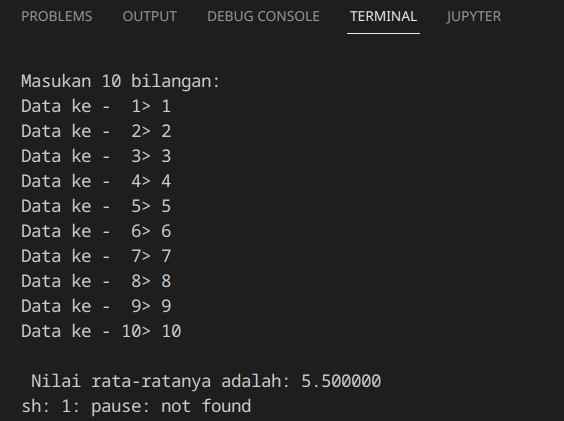 PROBLEMS OUTPUT DEBUG CONSOLE TERMINAL JUPYTER
Masukan 10 bilangan:
Data ke -  1> 1
Data ke -  2> 2
Data ke -  3> 3
Data ke -  4> 4
Data ke -  5> 5
Data ke -  6> 6
Data ke -  7> 7
Data ke -  8> 8
Data ke -  9> 9
Data ke - 10> 10
 Nilai rata-ratanya adalah: 5.500000
sh: 1: pause: not found